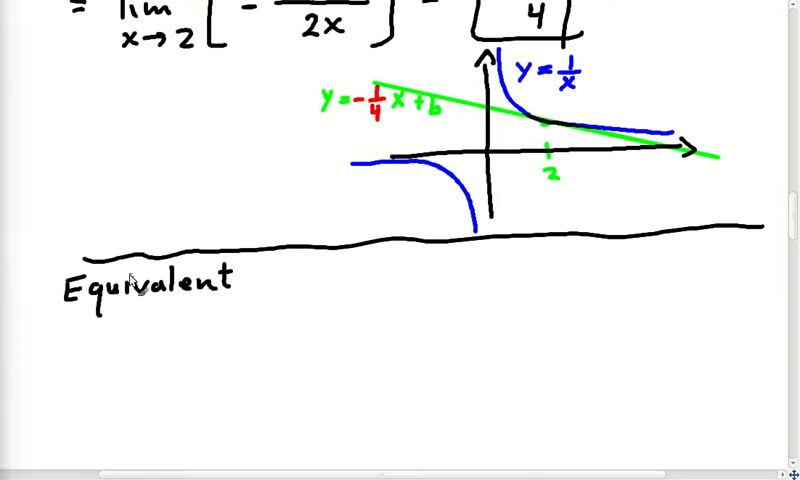 = lim x→2 [ - / 2x ] = 4
y = 1/x
y = -1/4 x + b
2
Equivalent